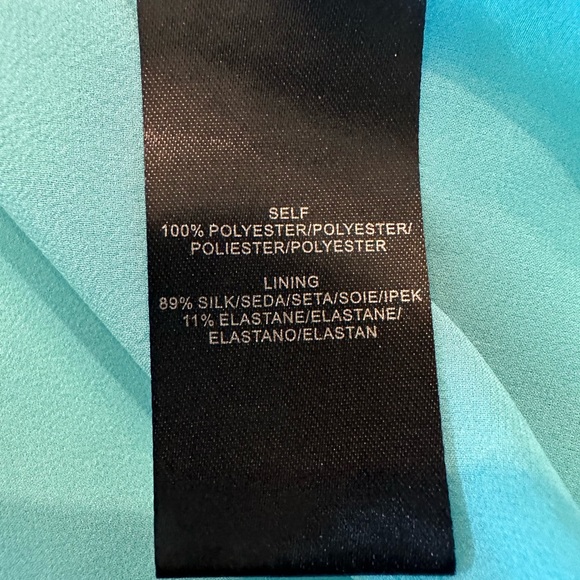 SELF
100% POLYESTER/POLYESTER/
POLIESTER/POLYESTER
LINING
89% SILK/SEDA/SETA/SOIE/IPEK
11% ELASTANE/ELASTANE/
ELASTANO/ELASTAN